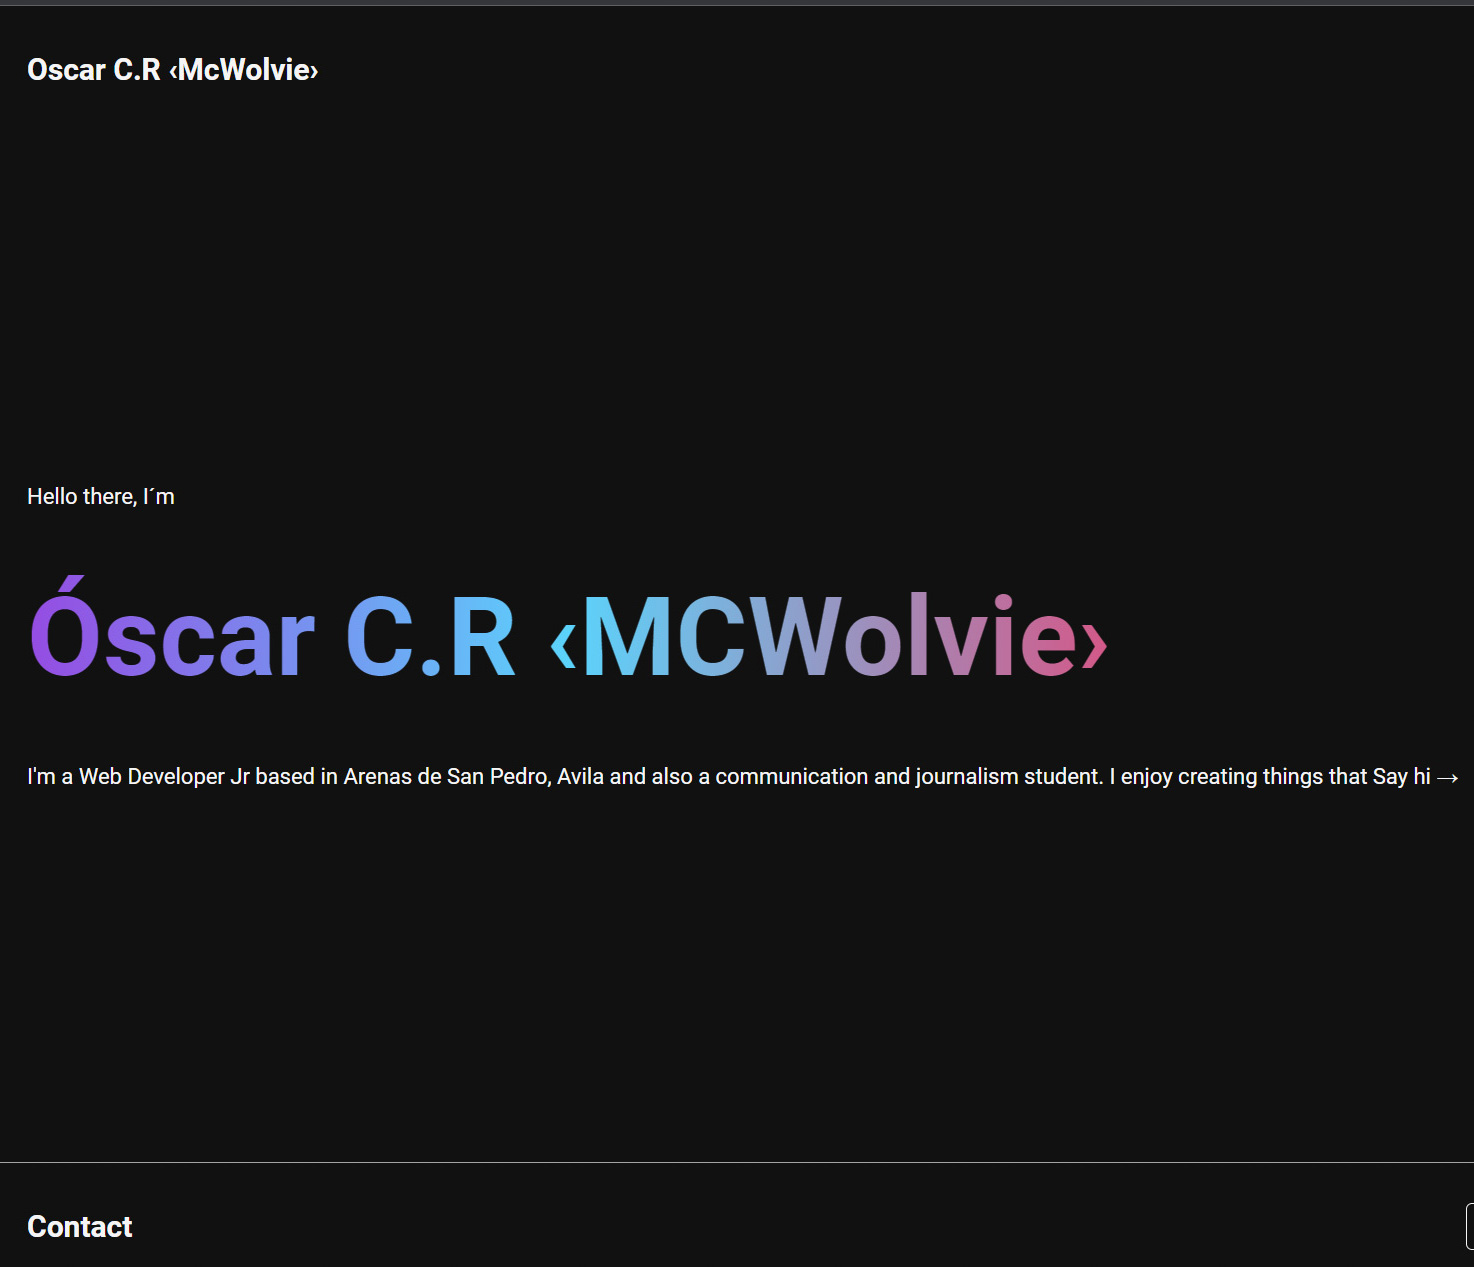 Oscar C.R ‹McWolvie›
Hello there, I´m
Óscar C.R ‹MCWolvie›
I'm a Web Developer Jr based in Arenas de San Pedro, Avila and also a communication and journalism student. I enjoy creating things that Say hi →
Contact